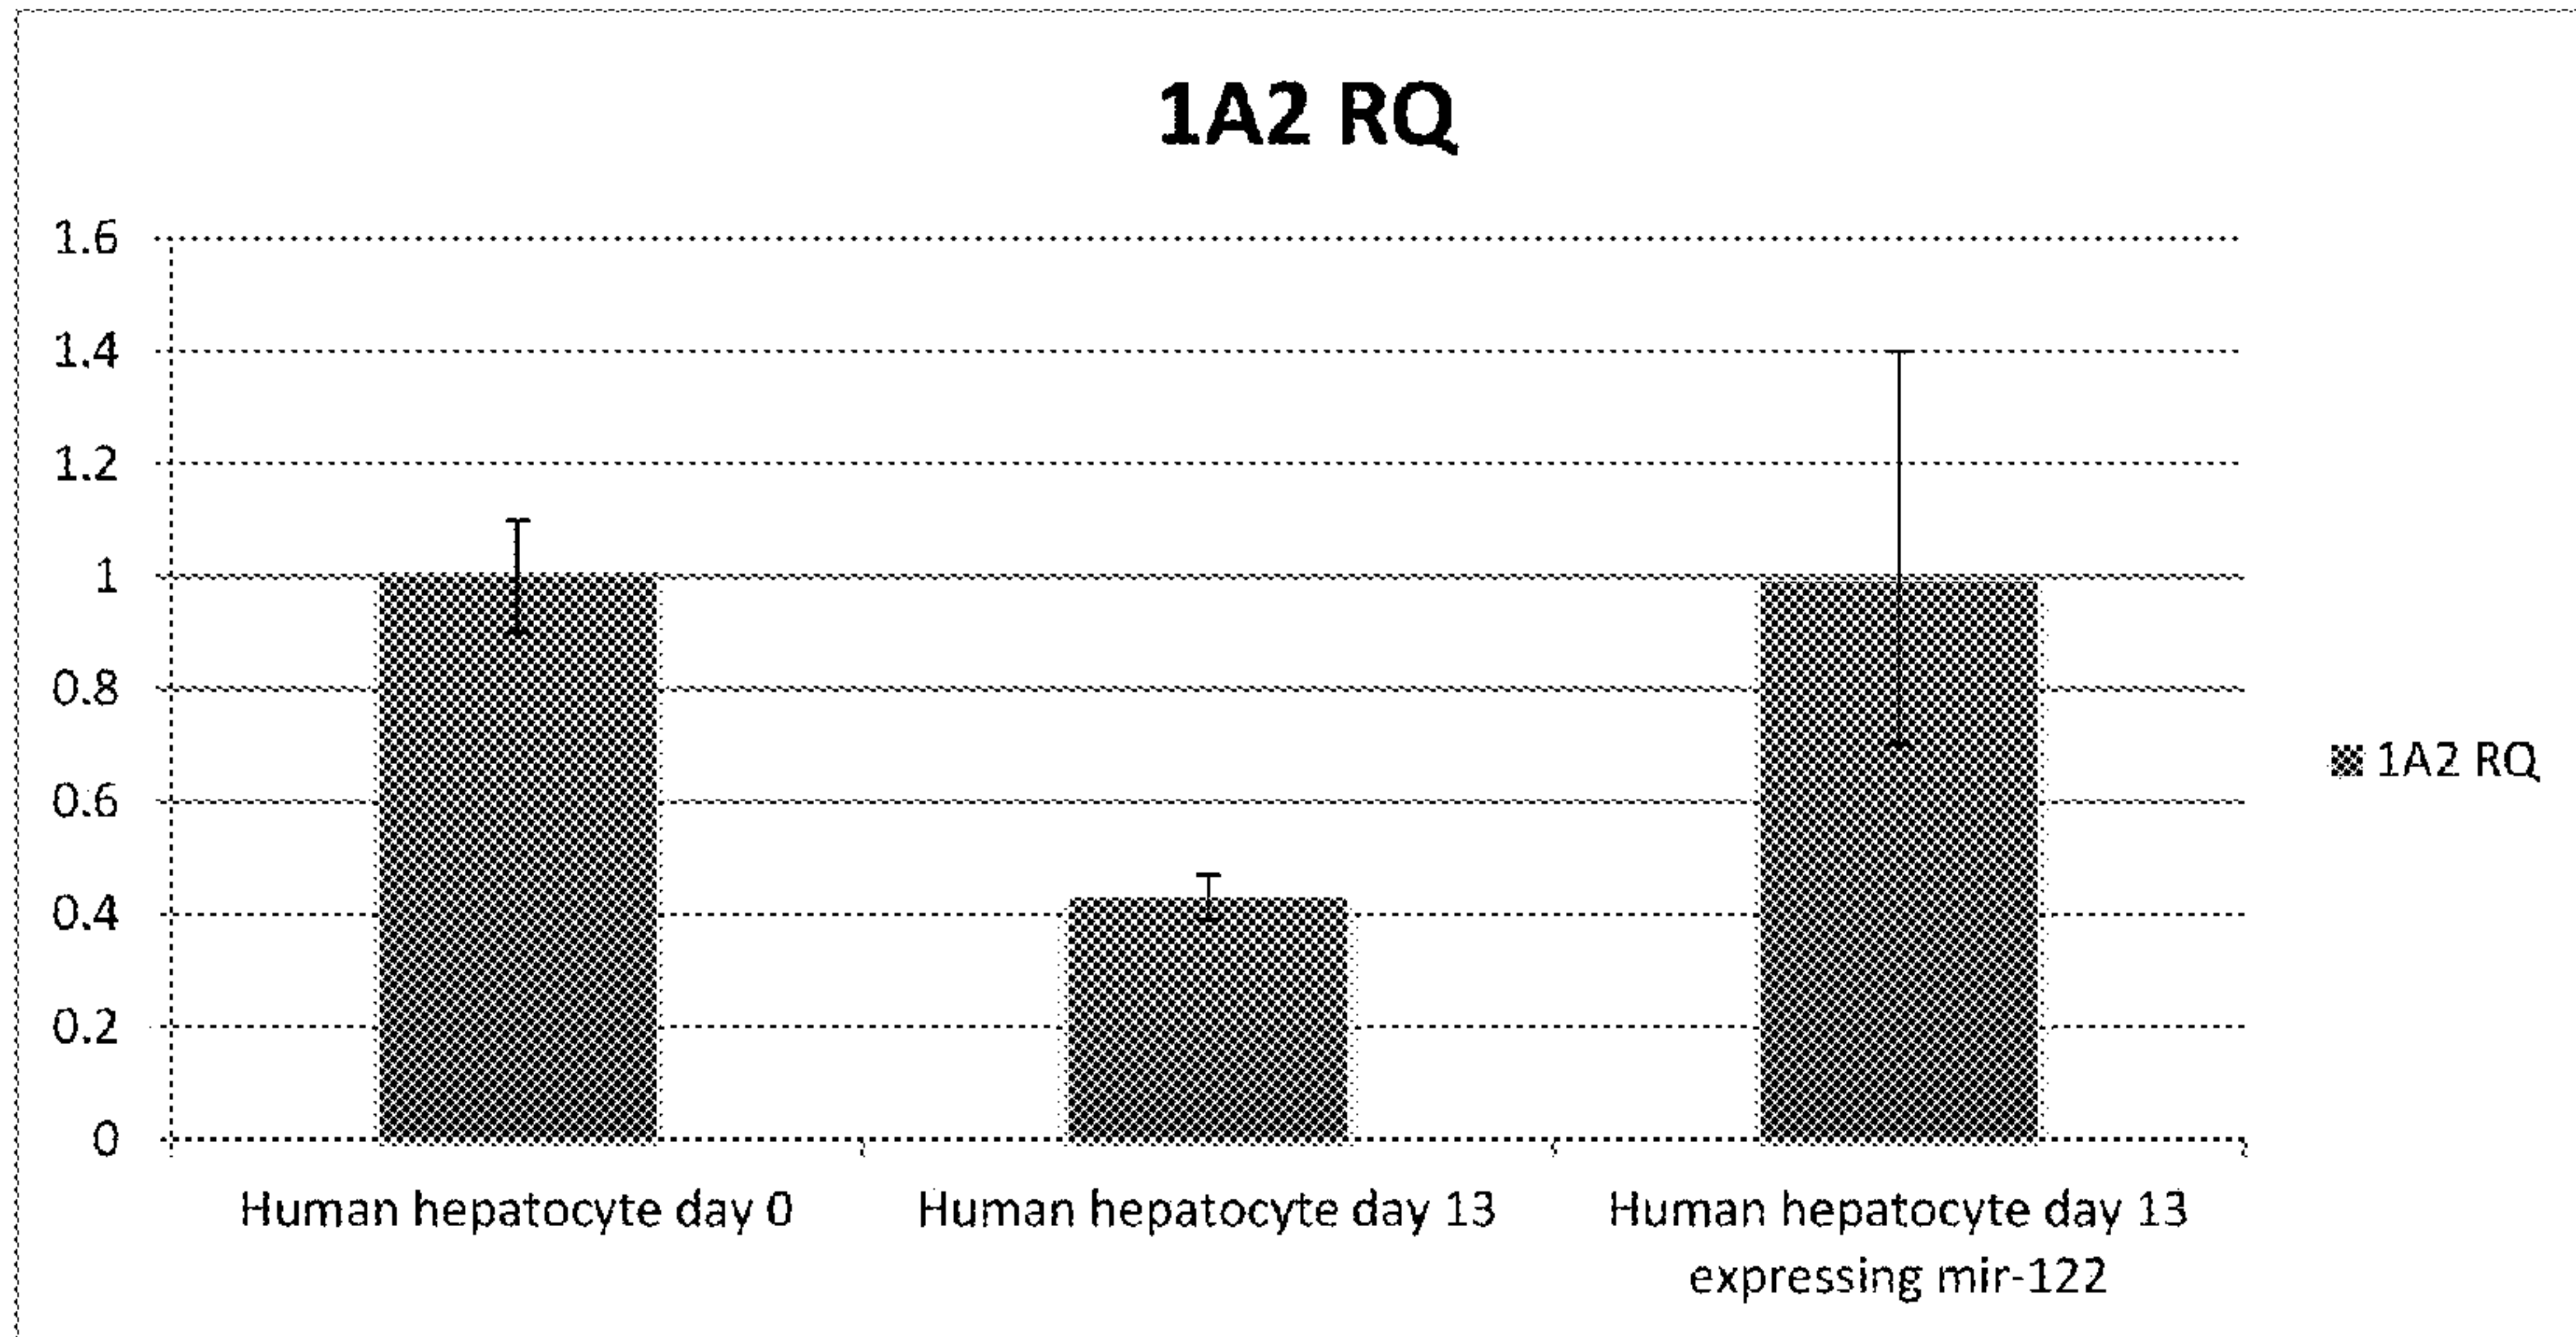 1A2 RQ
1.6
1.4
1.2
1
0.8
0.6
0.4
0.2
0
1A2 RQ
Human hepatocyte day 0
Human hepatocyte day 13
Human hepatocyte day 13
expressing mir-122